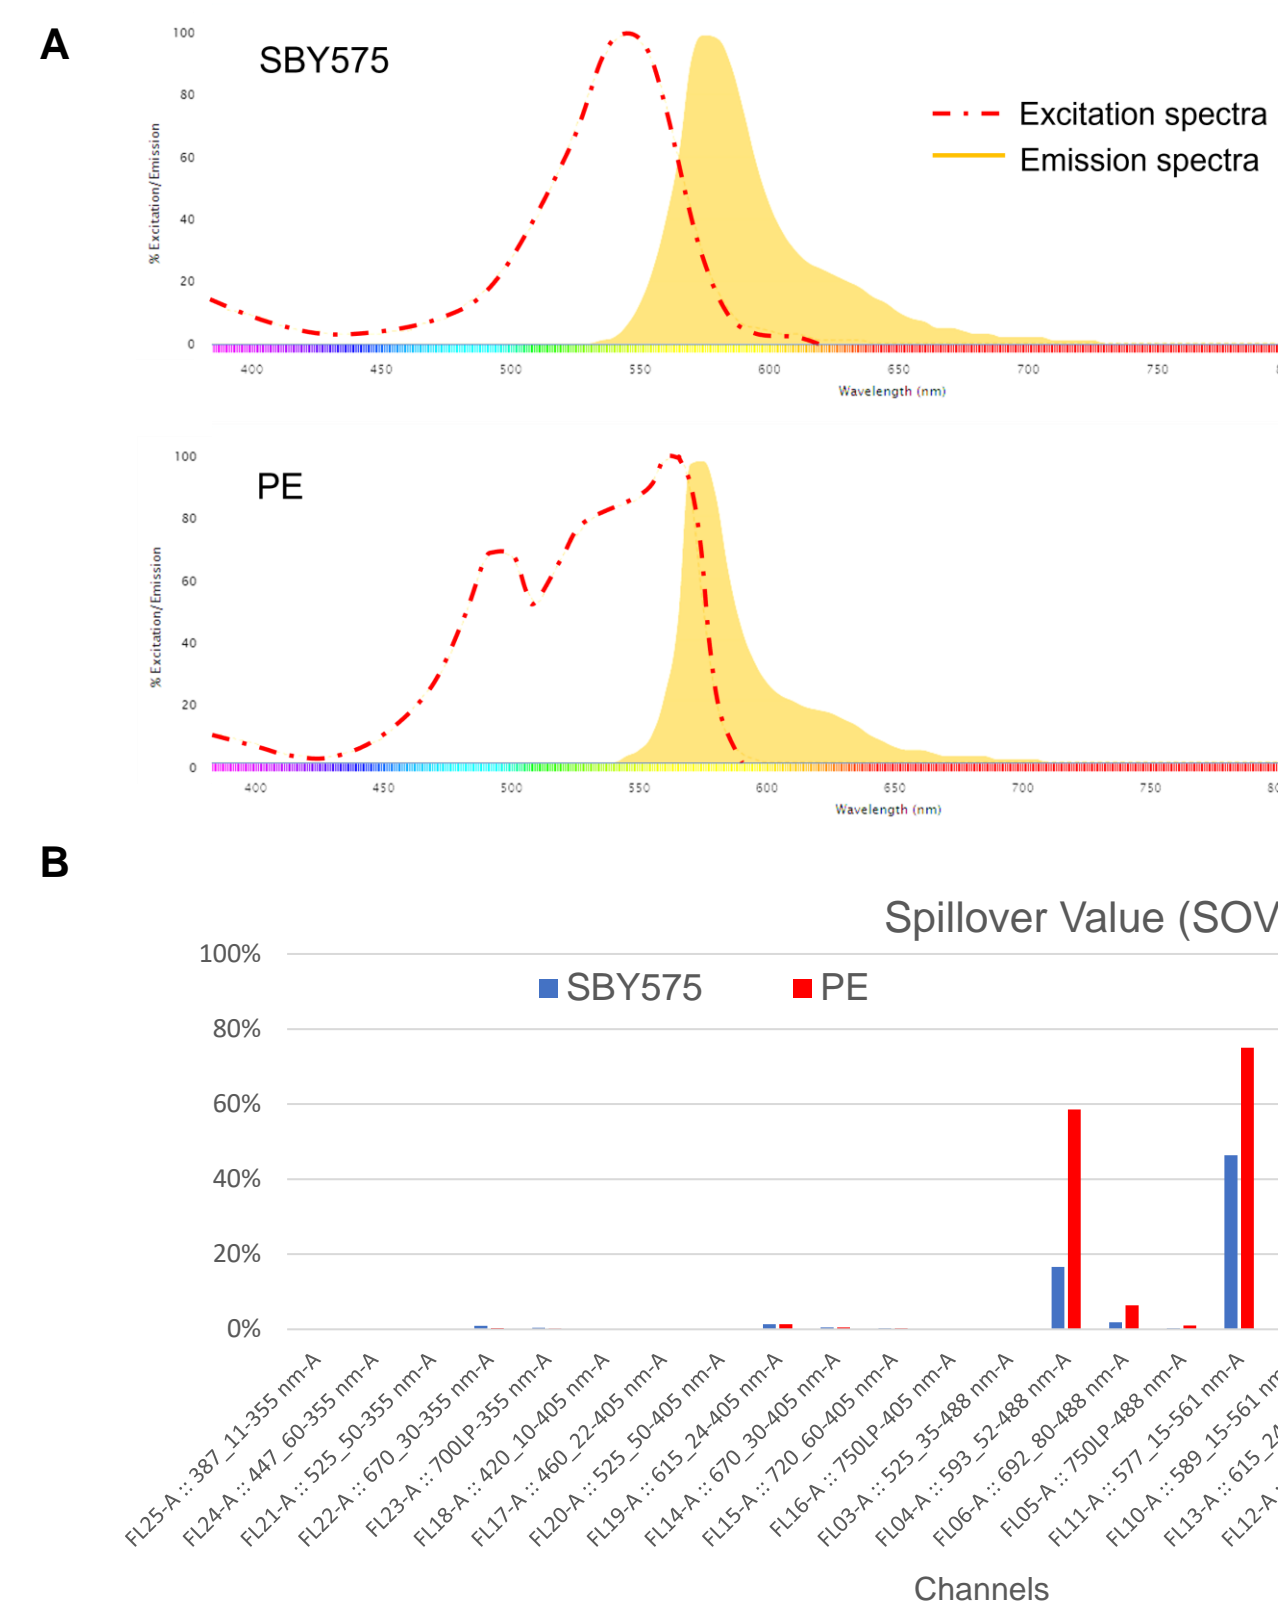 A
SBY575
Excitation spectra
Emission spectra
% Excitation/Emission
100
80
60
40
20
0
400 450 500 550 600 650 700 750
Wavelength (nm)
PE
% Excitation/Emission
100
80
60
40
20
0
400 450 500 550 600 650 700 750 80
Wavelength (nm)
B
Spillover Value (SOV
SBY575 PE
100%
80%
60%
40%
20%
0%
FL25-A :: 387_11-355 nm-A
FL24-A :: 447_60-355 nm-A
FL21-A :: 525_50-355 nm-A
FL22-A :: 670_30-355 nm-A
FL23-A :: 700LP-355 nm-A
FL18-A :: 420_10-405 nm-A
FL17-A :: 460_22-405 nm-A
FL20-A :: 525_50-405 nm-A
FL19-A :: 615_24-405 nm-A
FL14-A :: 670_30-405 nm-A
FL15-A :: 720_60-405 nm-A
FL16-A :: 750LP-405 nm-A
FL03-A :: 525_35-488 nm-A
FL04-A :: 593_52-488 nm-A
FL06-A :: 692_80-488 nm-A
FL05-A :: 750LP-488 nm-A
FL11-A :: 577_15-561 nm-A
FL10-A :: 589_15-561 nm
FL13-A :: 615_24
FL12-A :
Channels